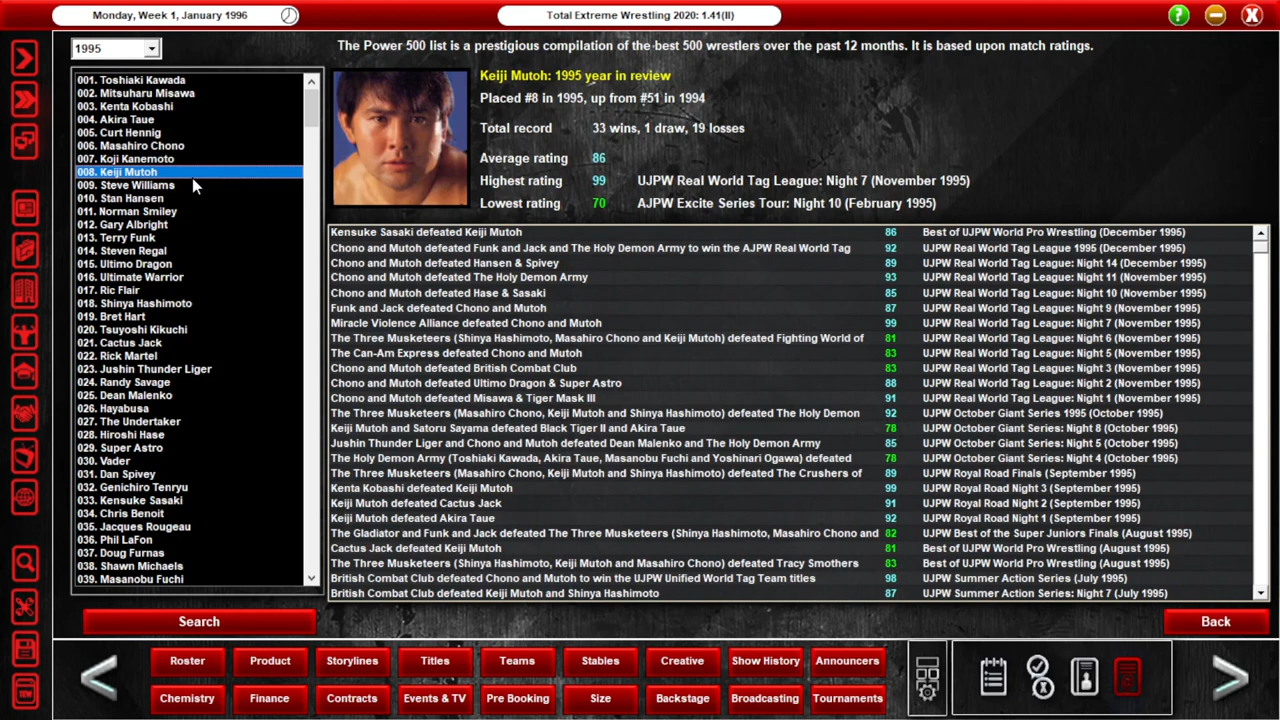 Monday, Week 1, January 1996
Total Extreme Wrestling 2020: 1.41(II)
?
X
1995
The Power 500 list is a prestigious compilation of the best 500 wrestlers over the past 12 months. It is based upon match ratings.
001. Toshiaki Kawada
002. Mitsuharu Misawa
003. Kenta Kobashi
004. Akira Taue
005. Curt Hennig
006. Masahiro Chono
007. Koji Kanemoto
008. Keiji Mutoh
009. Steve Williams
010. Stan Hansen
011. Norman Smiley
012. Gary Albright
013. Terry Funk
014. Steven Regal
015. Ultimo Dragon
016. Ultimate Warrior
017. Ric Flair
018. Shinya Hashimoto
019. Bret Hart
020. Tsuyoshi Kikuchi
021. Cactus Jack
022. Rick Martel
023. Jushin Thunder Liger
024. Randy Savage
025. Dean Malenko
026. Hayabusa
027. The Undertaker
028. Hiroshi Hase
029. Super Astro
030. Vader
031. Dan Spivey
032. Genichiro Tenryu
033. Kensuke Sasaki
034. Chris Benoit
035. Jacques Rougeau
036. Phil LaFon
037. Doug Furnas
038. Shawn Michaels
039. Masanobu Fuchi
Search
Keiji Mutoh: 1995 year in review
Placed #8 in 1995, up from #51 in 1994
Total record 33 wins, 1 draw, 19 losses
Average rating 86
Highest rating 99 UJPW Real World Tag League: Night 7 (November 1995)
Lowest rating 70 AJPW Excite Series Tour: Night 10 (February 1995)
Kensuke Sasaki defeated Keiji Mutoh 86 Best of UJPW World Pro Wrestling (December 1995)
Chono and Mutoh defeated Funk and Jack and The Holy Demon Army to win the AJPW Real World Tag 92 UJPW Real World Tag League 1995 (December 1995)
Chono and Mutoh defeated Hansen & Spivey 89 UJPW Real World Tag League: Night 14 (December 1995)
Chono and Mutoh defeated The Holy Demon Army 93 UJPW Real World Tag League: Night 11 (November 1995)
Chono and Mutoh defeated Hase & Sasaki 85 UJPW Real World Tag League: Night 10 (November 1995)
Funk and Jack defeated Chono and Mutoh 87 UJPW Real World Tag League: Night 9 (November 1995)
Miracle Violence Alliance defeated Chono and Mutoh 99 UJPW Real World Tag League: Night 7 (November 1995)
The Three Musketeers (Shinya Hashimoto, Masahiro Chono and Keiji Mutoh) defeated Fighting World of 81 UJPW Real World Tag League: Night 6 (November 1995)
The Can-Am Express defeated Chono and Mutoh 83 UJPW Real World Tag League: Night 5 (November 1995)
Chono and Mutoh defeated British Combat Club 83 UJPW Real World Tag League: Night 3 (November 1995)
Chono and Mutoh defeated Ultimo Dragon & Super Astro 88 UJPW Real World Tag League: Night 2 (November 1995)
Chono and Mutoh defeated Misawa & Tiger Mask III 91 UJPW Real World Tag League: Night 1 (November 1995)
The Three Musketeers (Masahiro Chono, Keiji Mutoh and Shinya Hashimoto) defeated The Holy Demon 92 UJPW October Giant Series 1995 (October 1995)
Keiji Mutoh and Satoru Sayama defeated Black Tiger II and Akira Taue 78 UJPW October Giant Series: Night 8 (October 1995)
Jushin Thunder Liger and Chono and Mutoh defeated Dean Malenko and The Holy Demon Army 85 UJPW October Giant Series: Night 5 (October 1995)
The Holy Demon Army (Toshiaki Kawada, Akira Taue, Masanobu Fuchi and Yoshinari Ogawa) defeated 78 UJPW October Giant Series: Night 4 (October 1995)
The Three Musketeers (Masahiro Chono, Keiji Mutoh and Shinya Hashimoto) defeated The Crushers of 89 UJPW Royal Road Finals (September 1995)
Kenta Kobashi defeated Keiji Mutoh 99 UJPW Royal Road Night 3 (September 1995)
Keiji Mutoh defeated Cactus Jack 91 UJPW Royal Road Night 2 (September 1995)
Keiji Mutoh defeated Akira Taue 92 UJPW Royal Road Night 1 (September 1995)
The Gladiator and Funk and Jack defeated The Three Musketeers (Shinya Hashimoto, Masahiro Chono and 82 UJPW Best of the Super Juniors Finals (August 1995)
Cactus Jack defeated Keiji Mutoh 81 Best of UJPW World Pro Wrestling (August 1995)
The Three Musketeers (Shinya Hashimoto, Keiji Mutoh and Masahiro Chono) defeated Tracy Smothers 83 Best of UJPW World Pro Wrestling (August 1995)
British Combat Club defeated Chono and Mutoh to win the UJPW Unified World Tag Team titles 98 UJPW Summer Action Series (July 1995)
British Combat Club defeated Keiji Mutoh and Shinya Hashimoto 87 UJPW Summer Action Series: Night 7 (July 1995)
Back
Roster Product Storylines Titles Teams Stables Creative Show History Announcers
Chemistry Finance Contracts Events & TV Pre Booking Size Backstage Broadcasting Tournaments
TEW